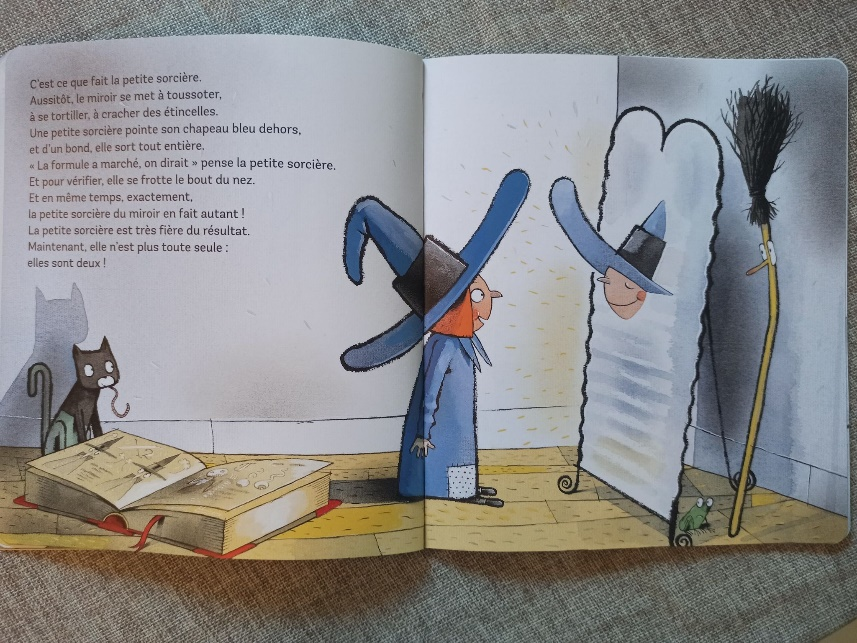 C'est ce que fait la petite sorcière.
Aussitôt, le miroir se met à toussoter,
à se tortiller, à cracher des étincelles.
Une petite sorcière pointe son chapeau bleu dehors,
et d'un bond, elle sort tout entière.
« La formule a marché, on dirait » pense la petite sorcière.
Et pour vérifier, elle se frotte le bout du nez.
Et en même temps, exactement,
la petite sorcière du miroir en fait autant !
La petite sorcière est très fière du résultat.
Maintenant, elle n'est plus toute seule :
elles sont deux !